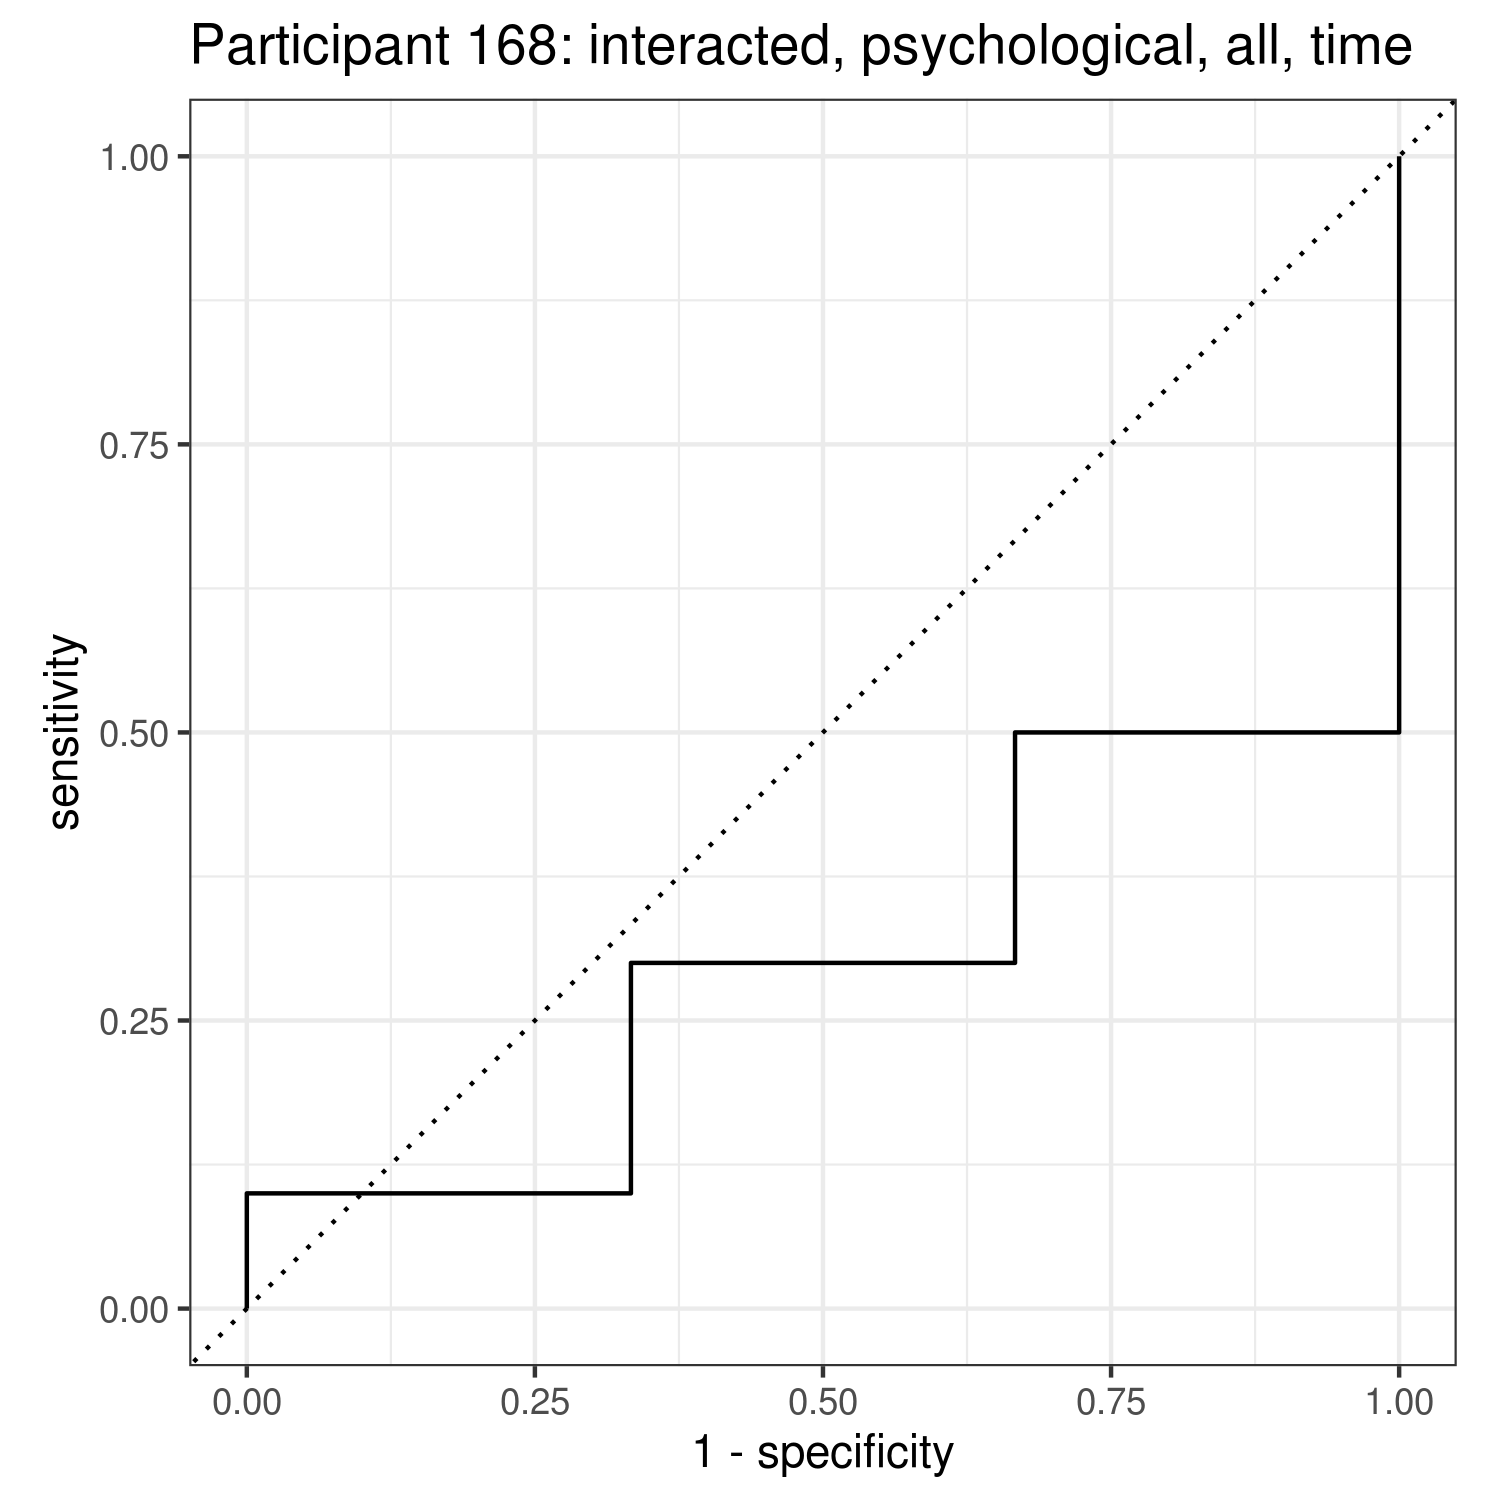 Participant 168: interacted, psychological, all, time
1.00
0.75
0.50
0.25
0.00
sensitivity
0.00 0.25 0.50 0.75 1.00
1 - specificity